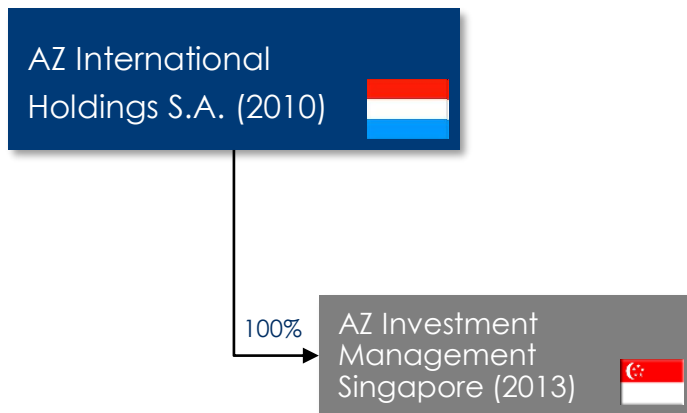 AZ International
Holdings S.A. (2010)
100%
AZ Investment
Management
Singapore (2013)